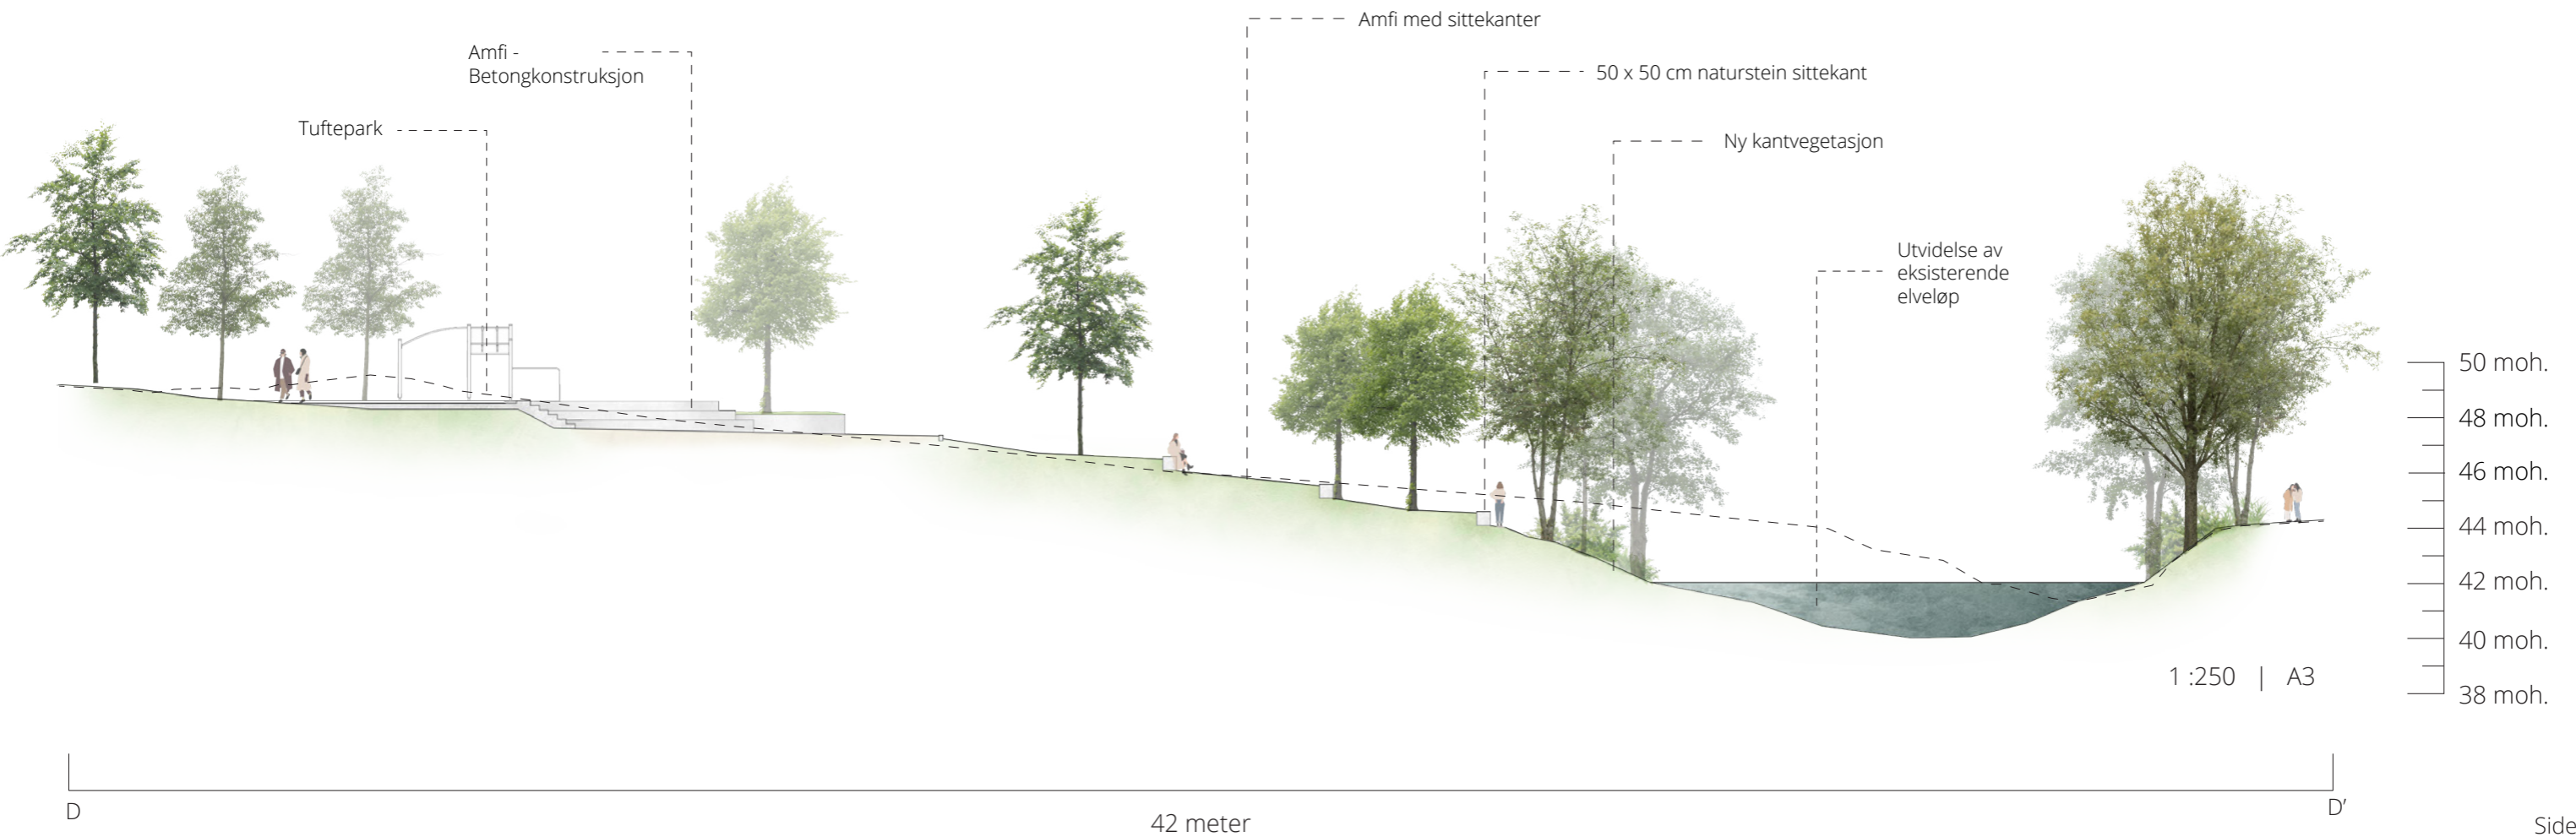 Amfi med sittekanter
Amfi -
Betongkonstruksjon
50 x 50 cm naturstein sittekant
Tuftepark
Ny kantvegetasjon
Utvidelse av
eksisterende
elveløp
50 moh.
48 moh.
46 moh.
44 moh.
42 moh.
40 moh.
38 moh.
1 :250 | A3
D
42 meter
D'
Side